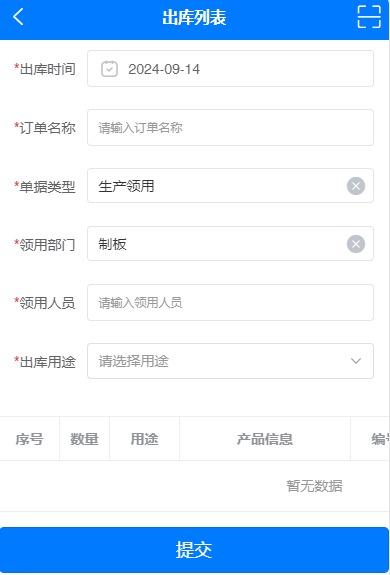 出库列表
*出库时间 2024-09-14
*订单名称 请输入订单名称
*单据类型 生产领用
*领用部门 制板
*领用人员 请输入领用人员
*出库用途 请选择用途
序号 数量 用途 产品信息 编
暂无数据
提交